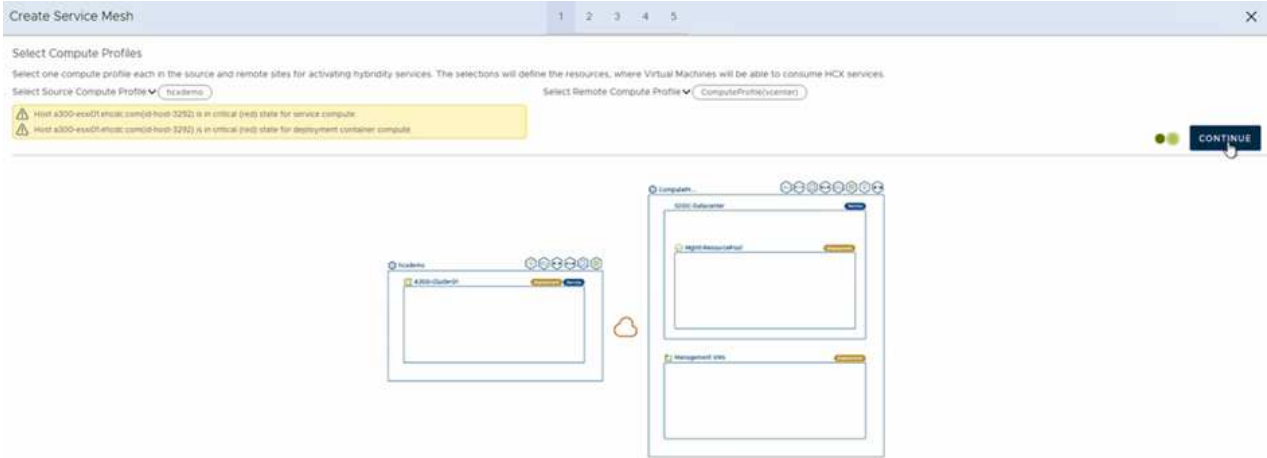 Create Service Mesh
1 2 3 4 5
Select Compute Profiles
Select one compute profile each in the source and remote sites for activating hybridity services. The selections will define the resources, where Virtual Machines will be able to consume HCX services.
Select Source Compute Profile hcxdemo
Select Remote Compute Profile ComputeProfile(vcenter)
Host a300-esxi01.ehcdc.com(id-host-3292) is in critical (red) state for service compute.
Host a300-esxi01.ehcdc.com(id-host-3292) is in critical (red) state for deployment container compute.
CONTINUE
ComputePr...
SDDC-Datacenter Service
Mgmt-ResourcePool Deployment
hcxdemo
A300-Cluster01 Deployment Service
Management VMs Deployment